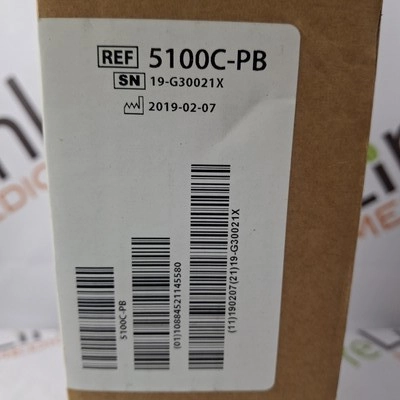 REF 5100C-PB
SN 19-G30021X
2019-02-07
5100C-PB
(01)10884521145580
(11)190207(21)19-G30021X